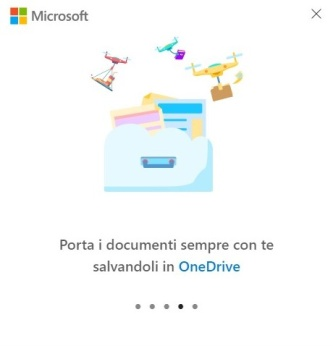 Microsoft
Porta i documenti sempre con te
salvandoli in OneDrive